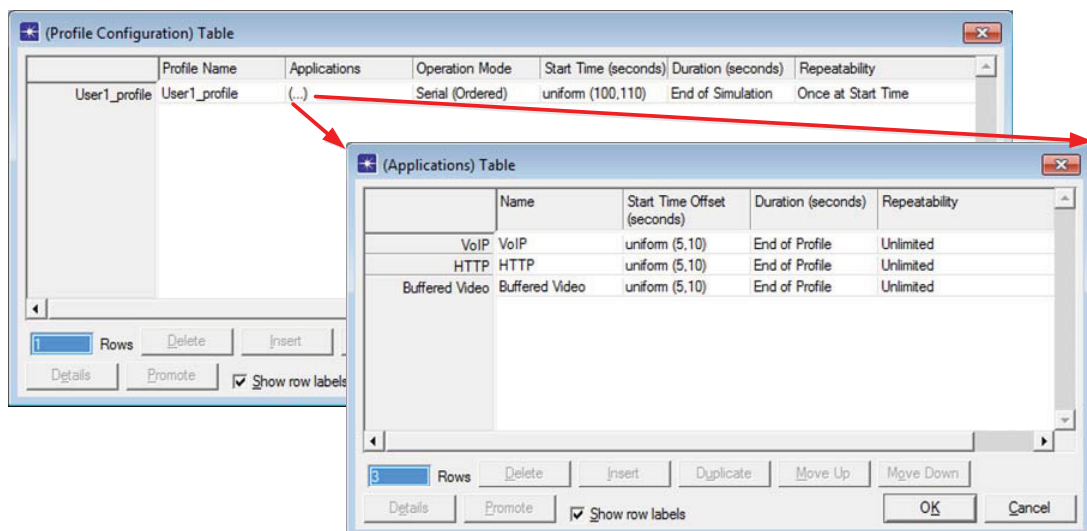 (Profile Configuration) Table
Profile Name Applications Operation Mode Start Time (seconds) Duration (seconds) Repeatability
User1_profile User1_profile (...) Serial (Ordered) uniform (100,110) End of Simulation Once at Start Time
1 Rows Delete Insert
Details Promote Show row labels
(Applications) Table
Name Start Time Offset (seconds) Duration (seconds) Repeatability
VoIP VoIP uniform (5,10) End of Profile Unlimited
HTTP HTTP uniform (5,10) End of Profile Unlimited
Buffered Video Buffered Video uniform (5,10) End of Profile Unlimited
3 Rows Delete Insert Duplicate Move Up Move Down
Details Promote Show row labels OK Cancel